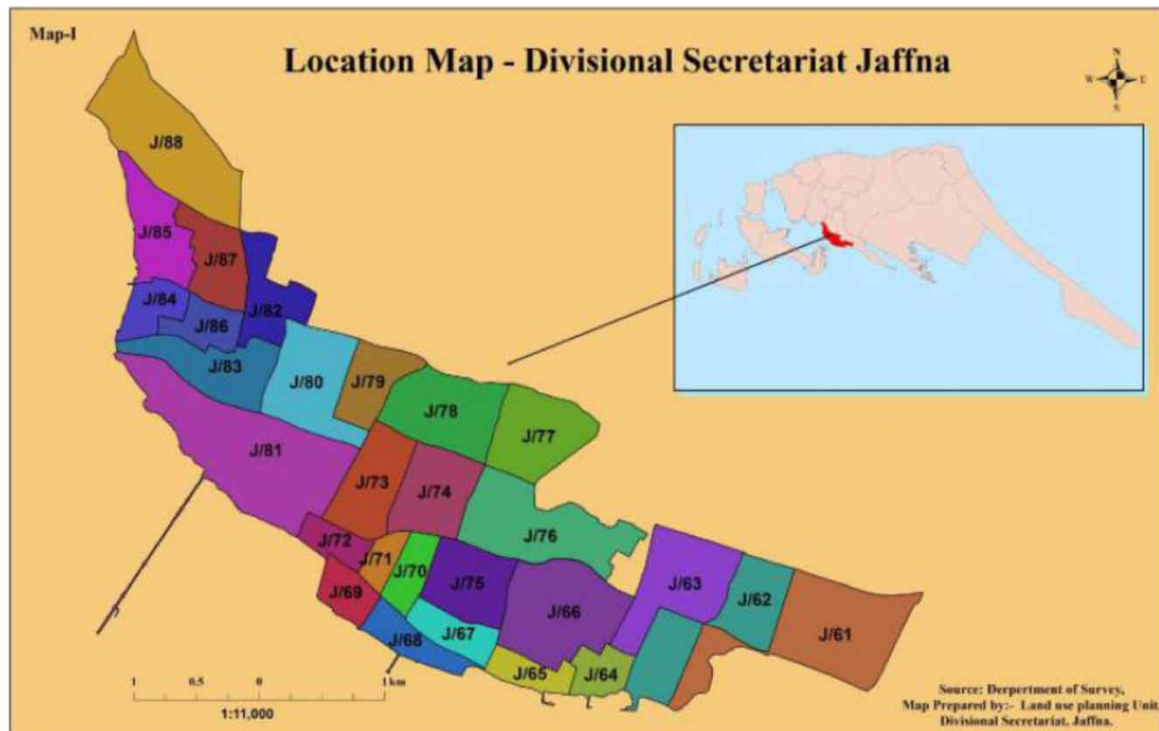 Map-I
Location Map - Divisional Secretariat Jaffna
N
W E
S
J/88
J/85
J/87
J/84
J/82
J/86
J/83
J/80
J/79
J/78
J/77
J/81
J/73
J/74
J/76
J/72
J/71
J/70
J/75
J/63
J/69
J/62
J/66
J/67
J/61
J/68
J/65
J/64
1 0.5 0 1 km
1:11,000
Source: Derpertment of Survey,
Map Prepared by:- Land use planning Unit,
Divisional Secretariat, Jaffna.